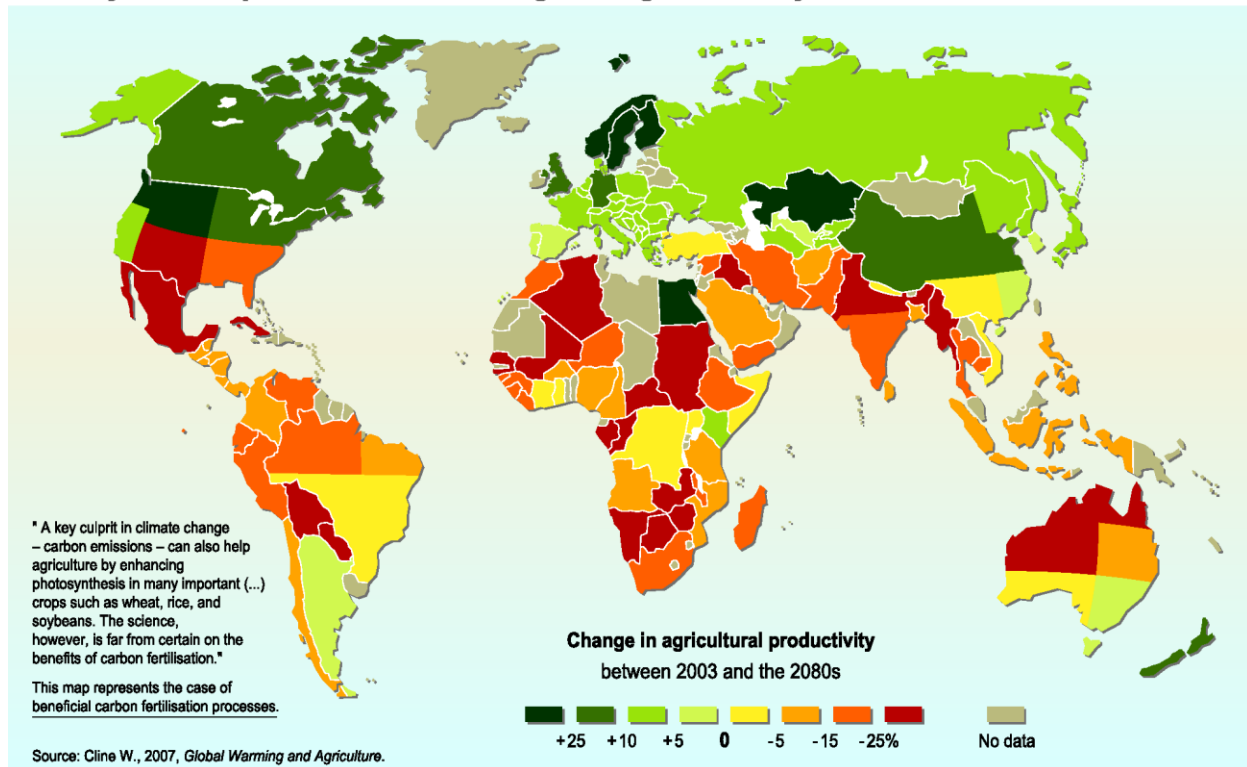 " A key culprit in climate change
– carbon emissions – can also help
agriculture by enhancing
photosynthesis in many important (...)
crops such as wheat, rice, and
soybeans. The science,
however, is far from certain on the
benefits of carbon fertilisation."
This map represents the case of
beneficial carbon fertilisation processes.
Source: Cline W., 2007, Global Warming and Agriculture.
Change in agricultural productivity
between 2003 and the 2080s
+25 +10 +5 0 -5 -15 -25% No data